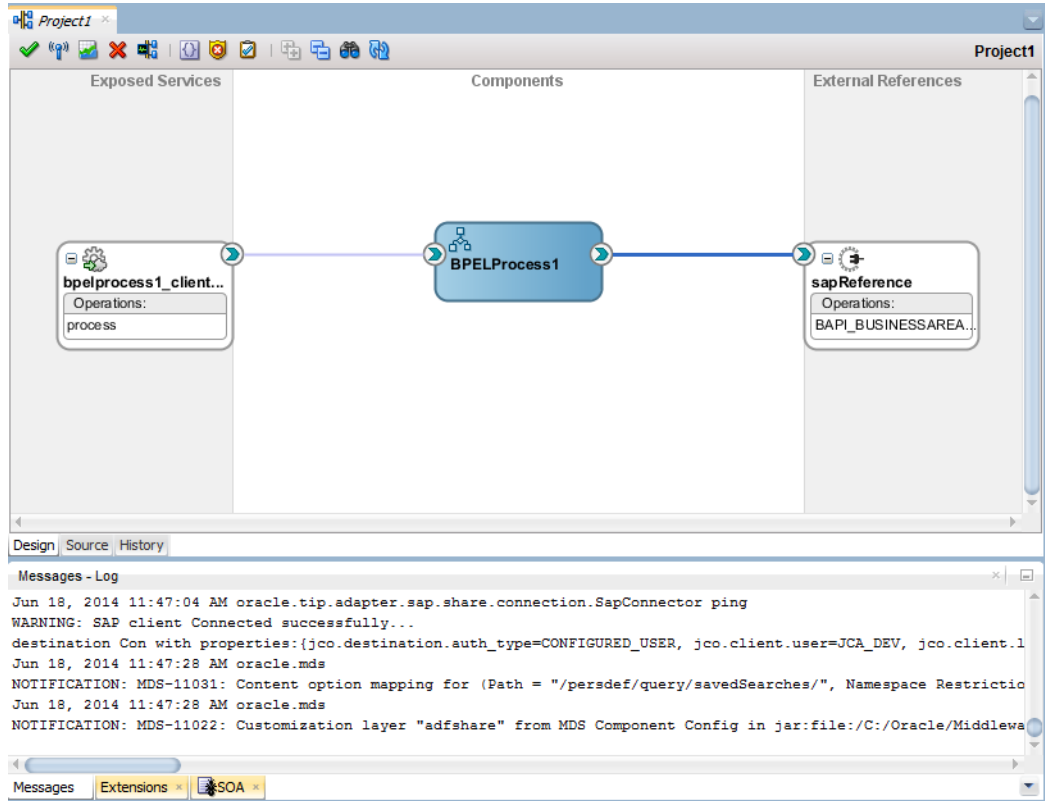 Project1
Project1
Exposed Services
Components
External References
bpelprocess1_client...
Operations:
process
BPELProcess1
sapReference
Operations:
BAPI_BUSINESSAREA...
Design Source History
Messages - Log
Jun 18, 2014 11:47:04 AM oracle.tip.adapter.sap.share.connection.SapConnector ping
WARNING: SAP client Connected successfully...
destination Con with properties:{jco.destination.auth_type=CONFIGURED_USER, jco.client.user=JCA_DEV, jco.client.l
Jun 18, 2014 11:47:28 AM oracle.mds
NOTIFICATION: MDS-11031: Content option mapping for (Path = "/persdef/query/savedSearches/", Namespace Restrictio
Jun 18, 2014 11:47:28 AM oracle.mds
NOTIFICATION: MDS-11022: Customization layer "adfshare" from MDS Component Config in jar:file:/C:/Oracle/Middlewa
Messages Extensions SOA